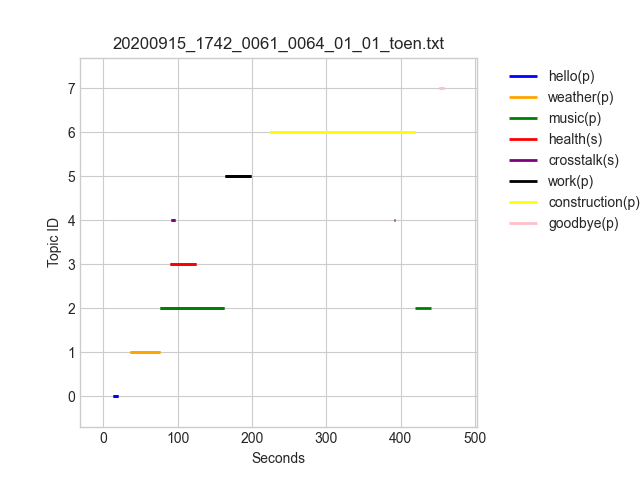 20200915_1742_0061_0064_01_01_toen.txt
hello(p)
weather(p)
music(p)
health(s)
crosstalk(s)
work(p)
construction(p)
goodbye(p)
Topic ID
7
6
5
4
3
2
1
0
0 100 200 300 400 500
Seconds